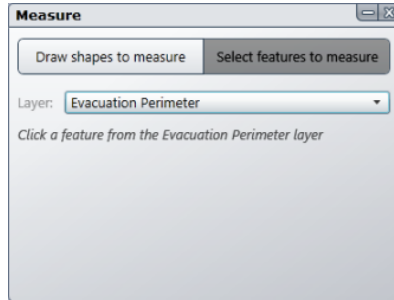 Measure
Draw shapes to measure Select features to measure
Layer: Evacuation Perimeter
Click a feature from the Evacuation Perimeter layer